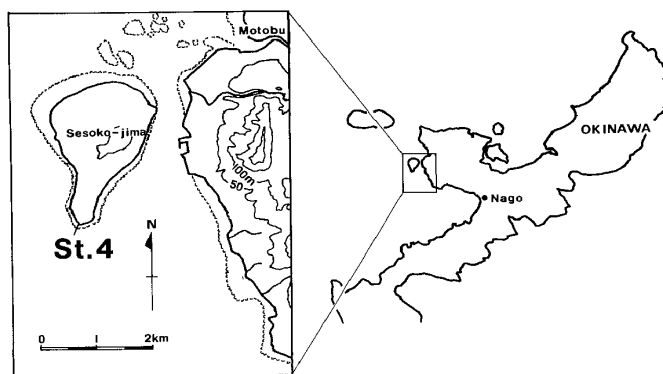 Motobu
Sesoko-jima
100m
50
St.4
N
0 1 2km
OKINAWA
Nago